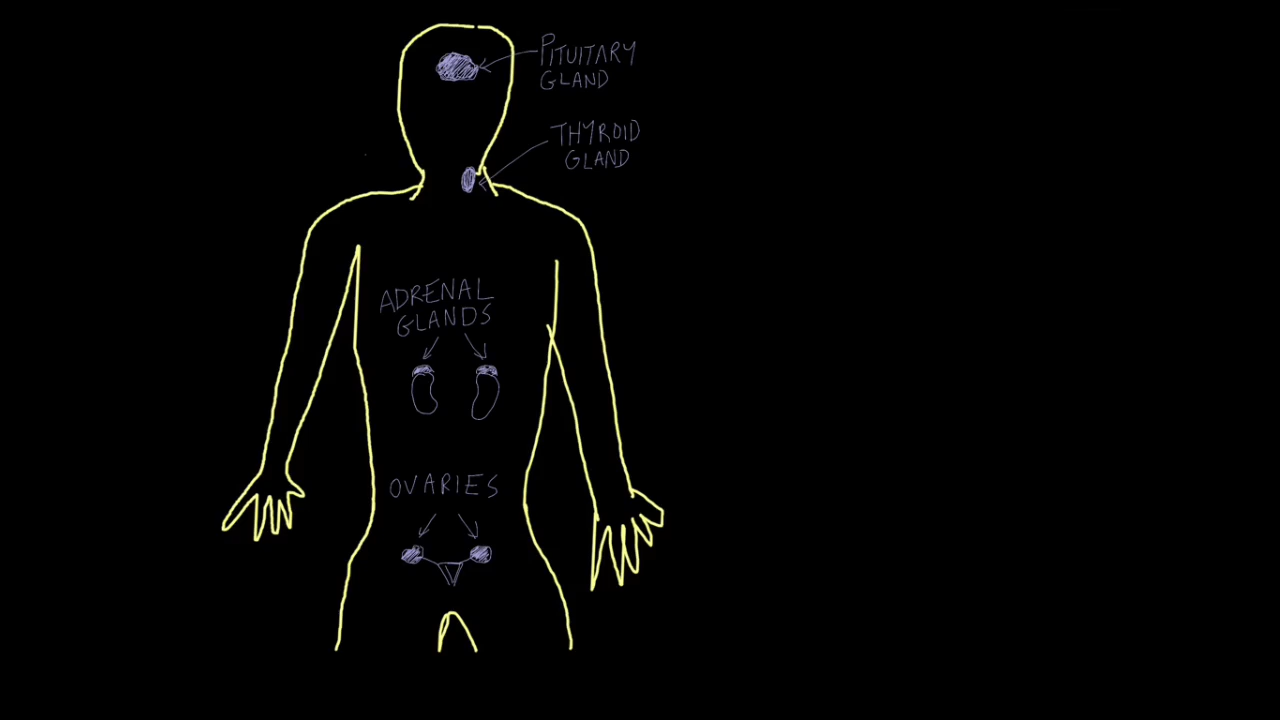 PITUITARY
GLAND
THYROID
GLAND
ADRENAL
GLANDS
OVARIES